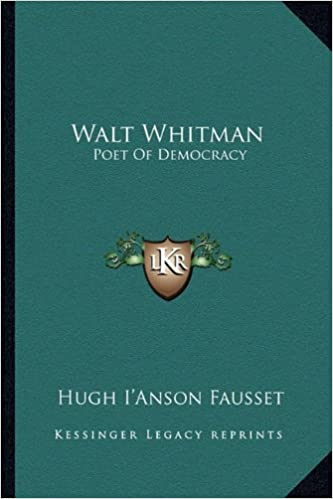 Walt Whitman
Poet Of Democracy
LKR
Hugh I'Anson Fausset
Kessinger Legacy reprints